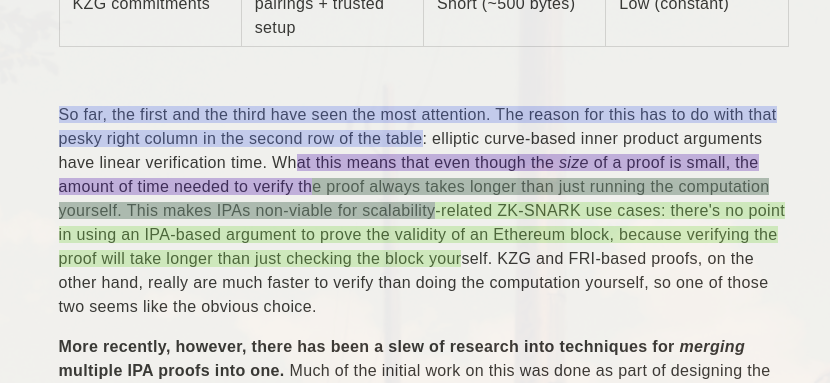 KZG commitments pairings + trusted Short (~500 bytes) Low (constant)
setup
So far, the first and the third have seen the most attention. The reason for this has to do with that
pesky right column in the second row of the table: elliptic curve-based inner product arguments
have linear verification time. What this means that even though the size of a proof is small, the
amount of time needed to verify the proof always takes longer than just running the computation
yourself. This makes IPAs non-viable for scalability-related ZK-SNARK use cases: there's no point
in using an IPA-based argument to prove the validity of an Ethereum block, because verifying the
proof will take longer than just checking the block yourself. KZG and FRI-based proofs, on the
other hand, really are much faster to verify than doing the computation yourself, so one of those
two seems like the obvious choice.
More recently, however, there has been a slew of research into techniques for merging
multiple IPA proofs into one. Much of the initial work on this was done as part of designing the